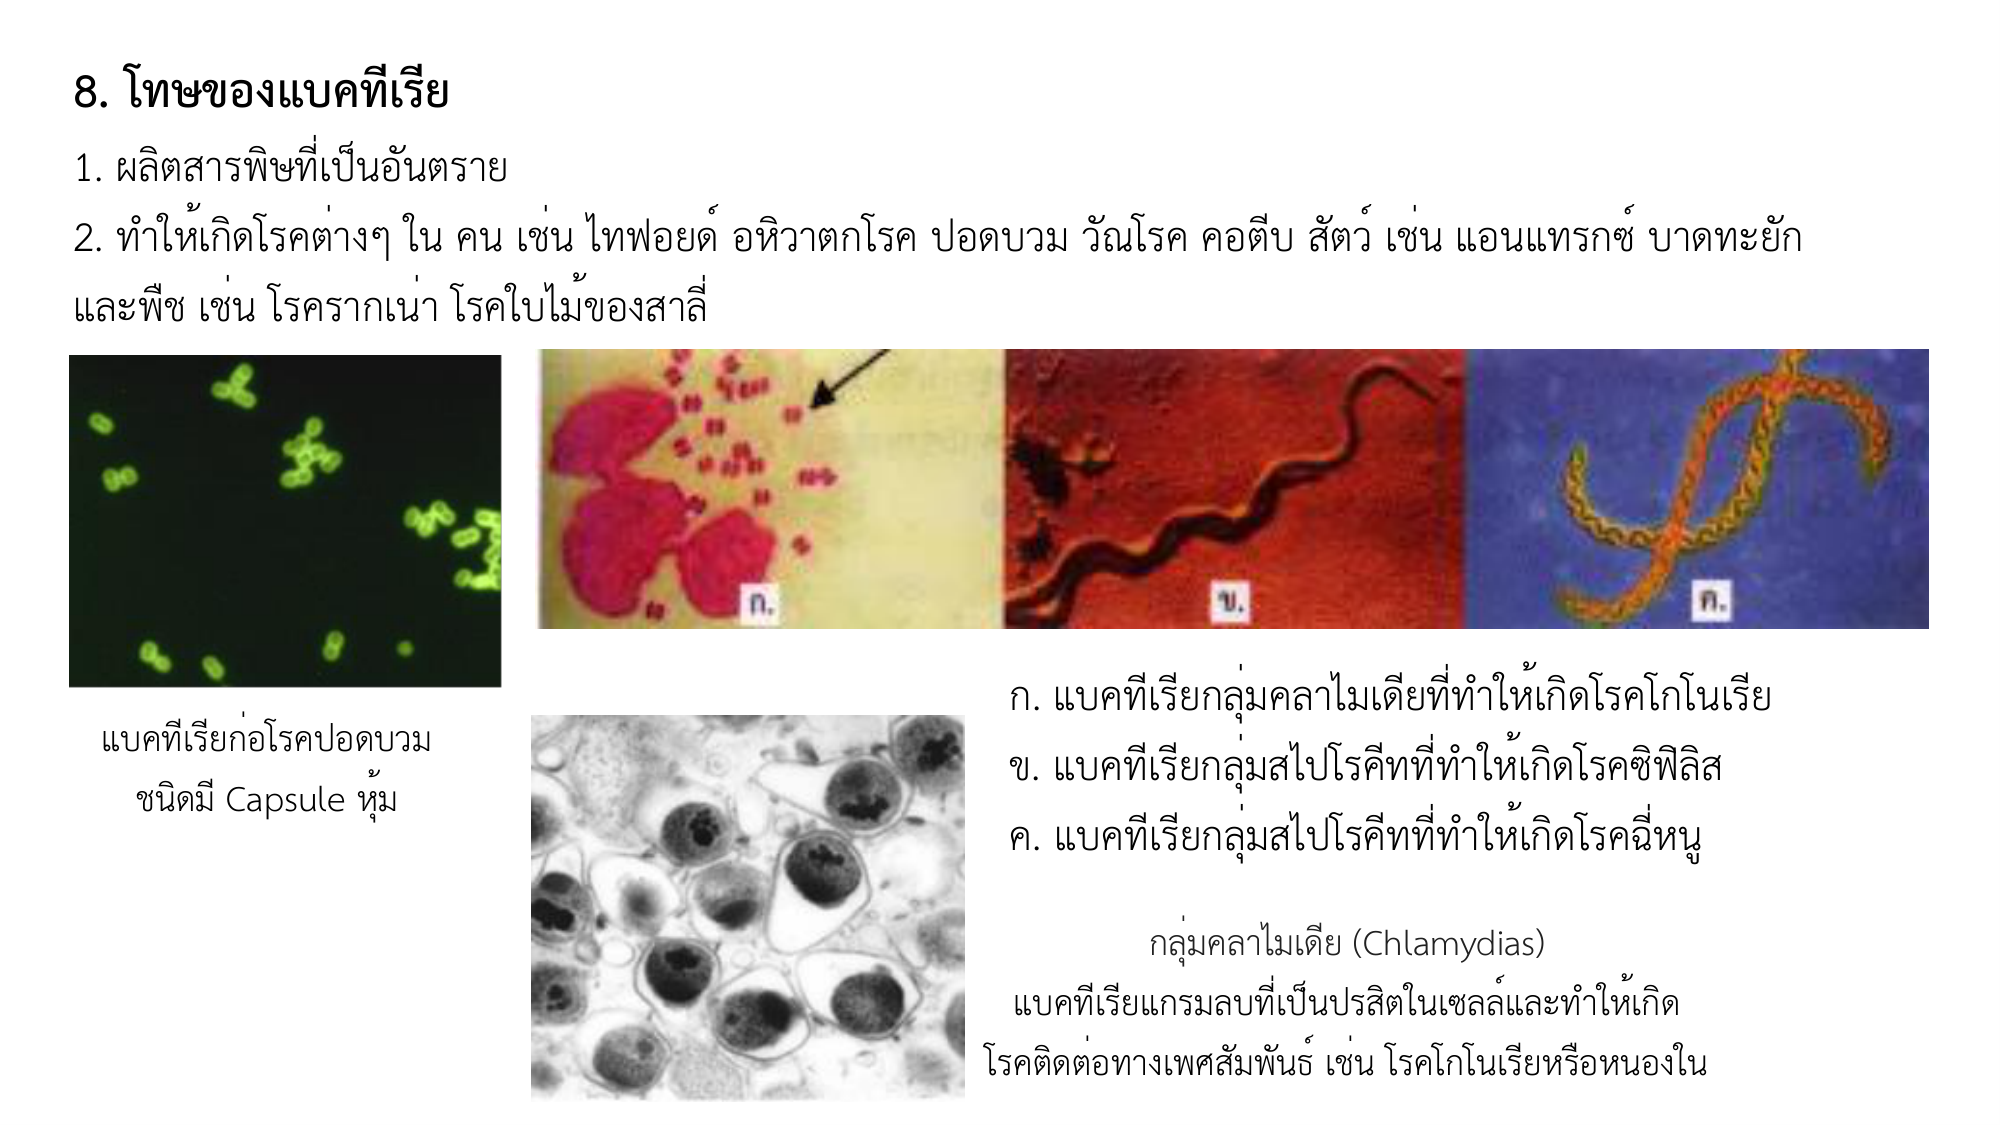 8. โทษของแบคทีเรีย
1. ผลิตสารพิษที่เป็นอันตราย
2. ทำให้เกิดโรคต่างๆ ใน คน เช่น ไทฟอยด์ อหิวาตกโรค ปอดบวม วัณโรค คอตีบ สัตว์ เช่น แอนแทรกซ์ บาดทะยัก
และพืช เช่น โรครากเน่า โรคใบไม้ของสาลี่
ก.
ข.
ค.
แบคทีเรียก่อโรคปอดบวม
ชนิดมี Capsule หุ้ม
ก. แบคทีเรียกลุ่มคลาไมเดียที่ทำให้เกิดโรคโกโนเรีย
ข. แบคทีเรียกลุ่มสไปโรคีทที่ทำให้เกิดโรคซิฟิลิส
ค. แบคทีเรียกลุ่มสไปโรคีทที่ทำให้เกิดโรคฉี่หนู
กลุ่มคลาไมเดีย (Chlamydias)
แบคทีเรียแกรมลบที่เป็นปรสิตในเซลล์และทำให้เกิด
โรคติดต่อทางเพศสัมพันธ์ เช่น โรคโกโนเรียหรือหนองใน